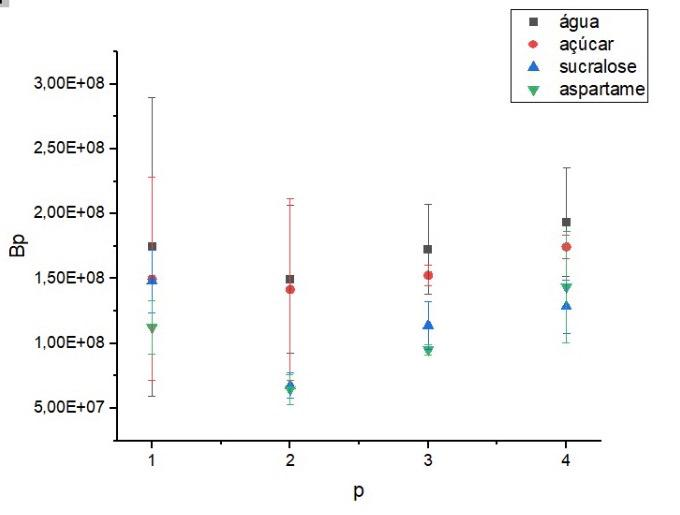 água
açúcar
sucralose
aspartame
3,00E+08
2,50E+08
2,00E+08
1,50E+08
1,00E+08
5,00E+07
Bp
1 2 3 4
p